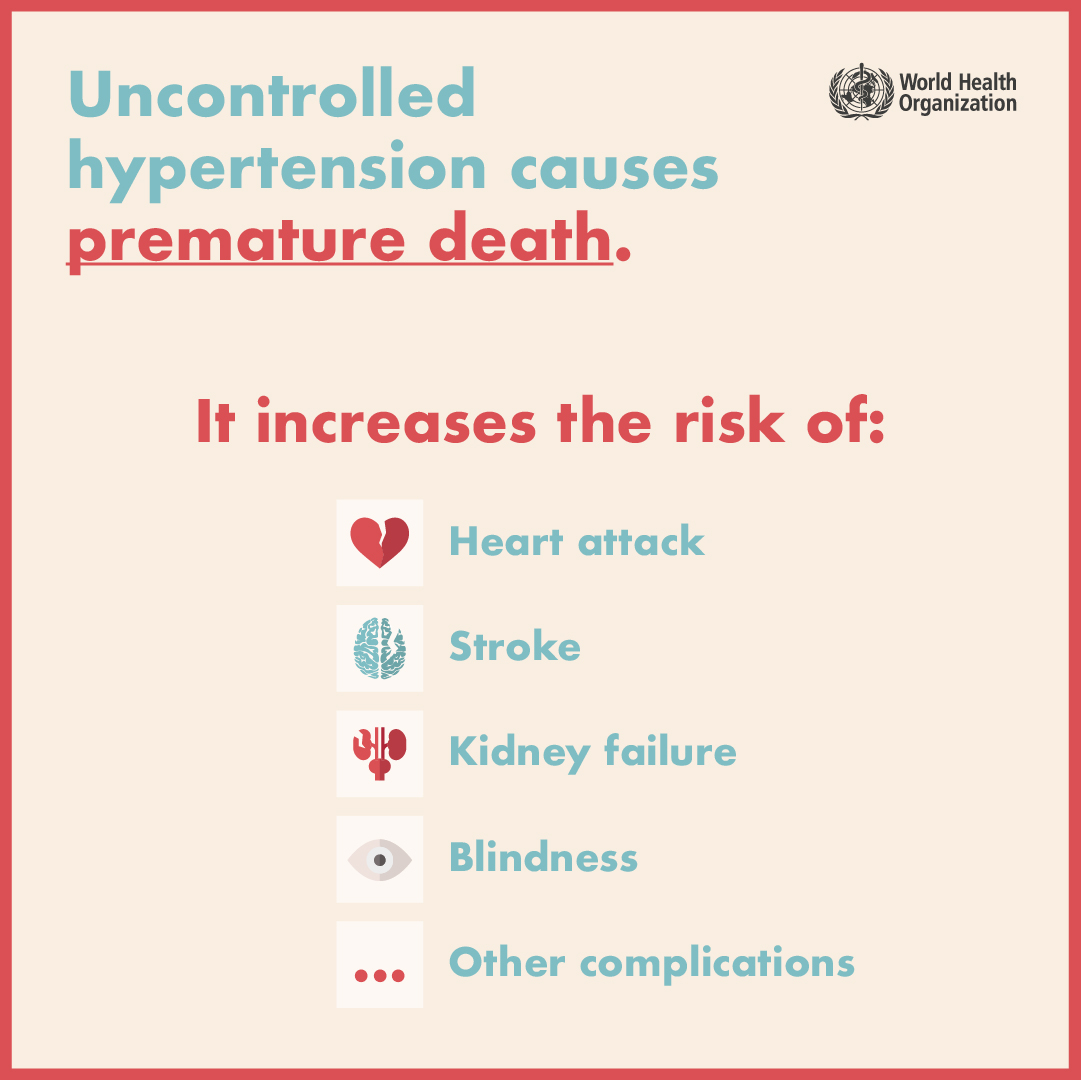 Uncontrolled
hypertension causes
premature death.
World Health
Organization
It increases the risk of:
Heart attack
Stroke
Kidney failure
Blindness
Other complications